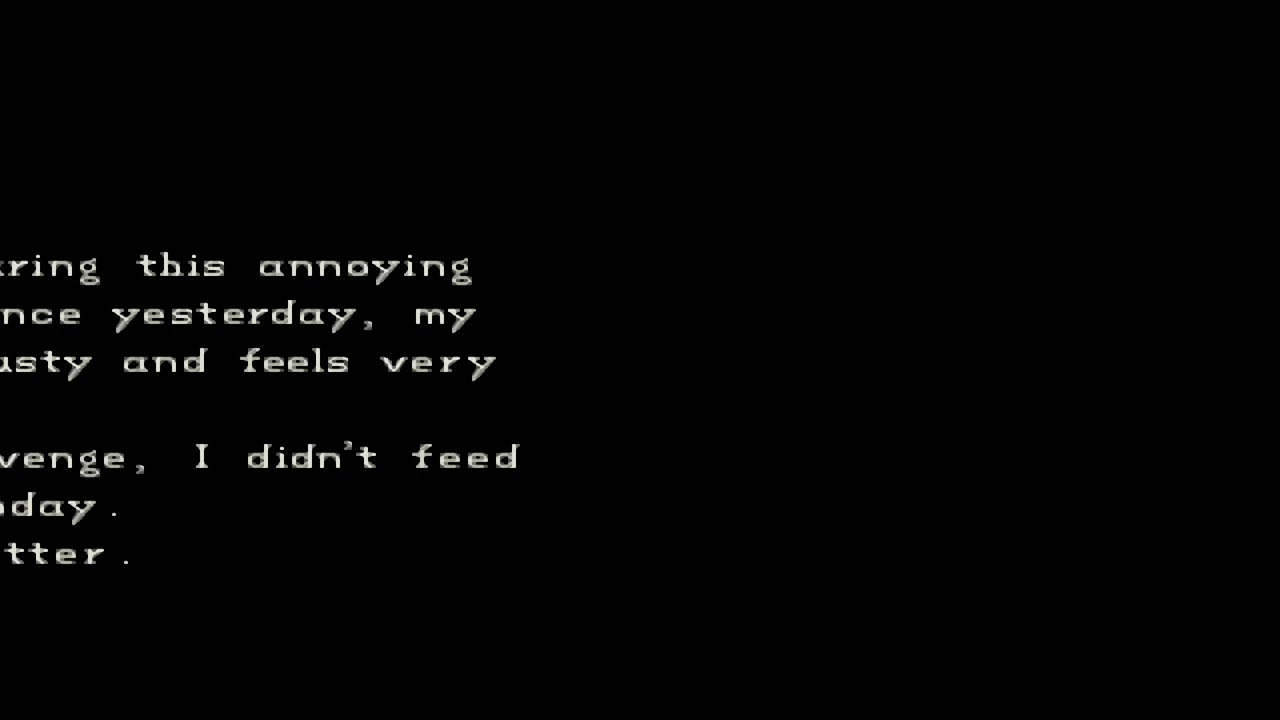 ring this annoying
nce yesterday, my
usty and feels very
venge, I didn't feed
day.
tter.